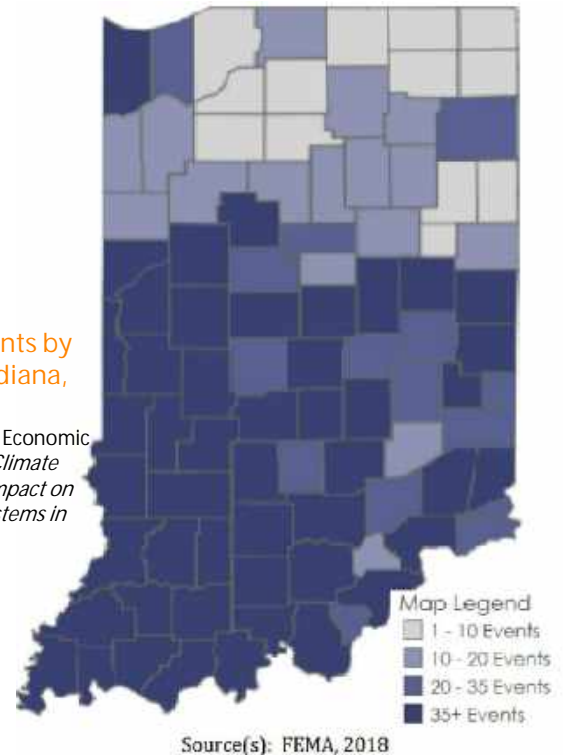 nts by
diana,
Economic
Climate
mpact on
stems in
Map Legend
1 - 10 Events
10 - 20 Events
20 - 35 Events
35+ Events
Source(s): FEMA, 2018